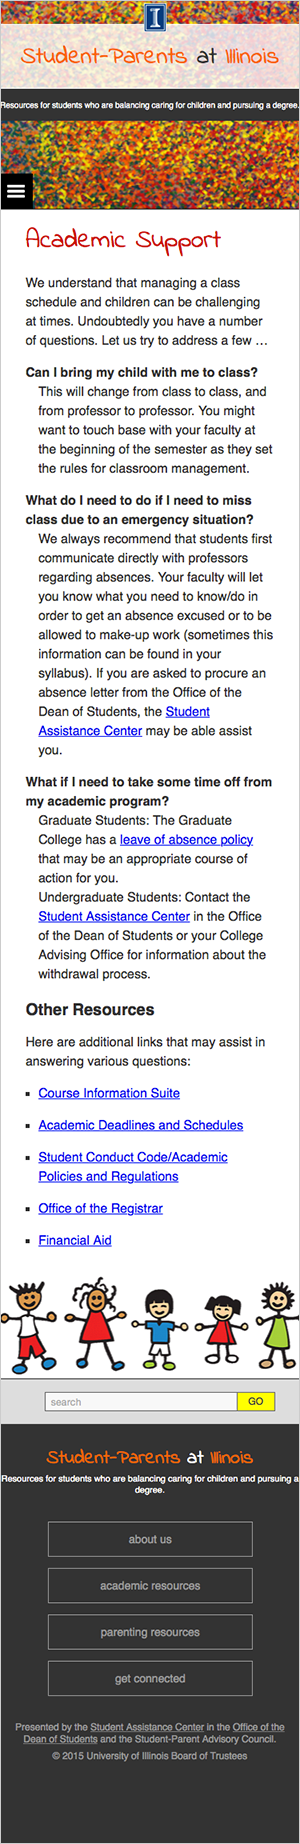 I
Student-Parents at Illinois
Resources for students who are balancing caring for children and pursuing a degree.
Academic Support
We understand that managing a class
schedule and children can be challenging
at times. Undoubtedly you have a number
of questions. Let us try to address a few ...
Can I bring my child with me to class?
This will change from class to class, and
from professor to professor. You might
want to touch base with your faculty at
the beginning of the semester as they set
the rules for classroom management.
What do I need to do if I need to miss
class due to an emergency situation?
We always recommend that students first
communicate directly with professors
regarding absences. Your faculty will let
you know what you need to know/do in
order to get an absence excused or to be
allowed to make-up work (sometimes this
information can be found in your
syllabus). If you are asked to procure an
absence letter from the Office of the
Dean of Students, the Student
Assistance Center may be able assist
you.
What if I need to take some time off from
my academic program?
Graduate Students: The Graduate
College has a leave of absence policy
that may be an appropriate course of
action for you.
Undergraduate Students: Contact the
Student Assistance Center in the Office
of the Dean of Students or your College
Advising Office for information about the
withdrawal process.
Other Resources
Here are additional links that may assist in
answering various questions:
Course Information Suite
Academic Deadlines and Schedules
Student Conduct Code/Academic
Policies and Regulations
Office of the Registrar
Financial Aid
search GO
Student-Parents at Illinois
Resources for students who are balancing caring for children and pursuing a
degree.
about us
academic resources
parenting resources
get connected
Presented by the Student Assistance Center in the Office of the
Dean of Students and the Student-Parent Advisory Council.
© 2015 University of Illinois Board of Trustees